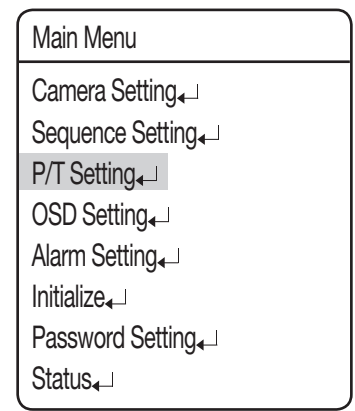 Main Menu
Camera Setting↵
Sequence Setting↵
P/T Setting↵
OSD Setting↵
Alarm Setting↵
Initialize↵
Password Setting↵
Status↵